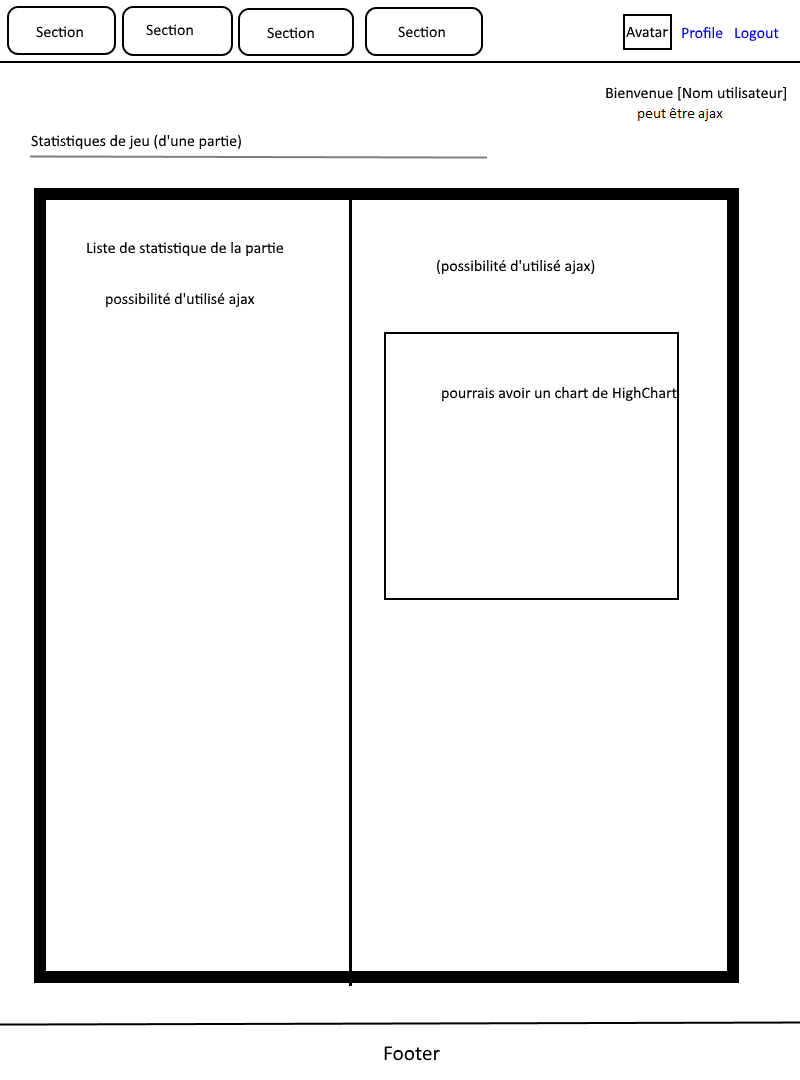 Section Section Section Section Avatar Profile Logout
Bienvenue [Nom utilisateur]
peut être ajax
Statistiques de jeu (d'une partie)
Liste de statistique de la partie
possibilité d'utilisé ajax
(possibilité d'utilisé ajax)
pourrais avoir un chart de HighChart
Footer